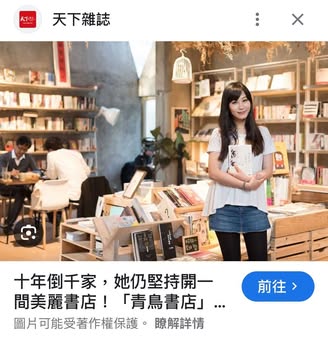 天下雜誌
十年倒千家，她仍堅持開一
間美麗書店！「青鳥書店」...
前往
圖片可能受著作權保護。 瞭解詳情